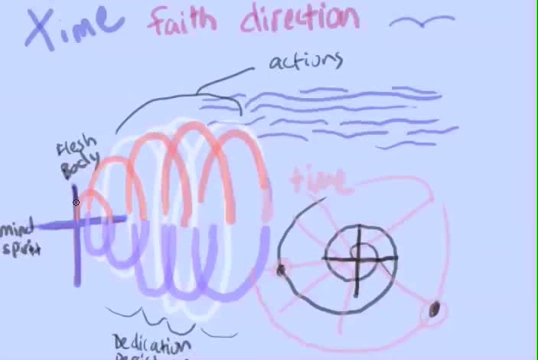 Xime faith direction
actions
Flesh
Body
mind
spirit
time
Dedication